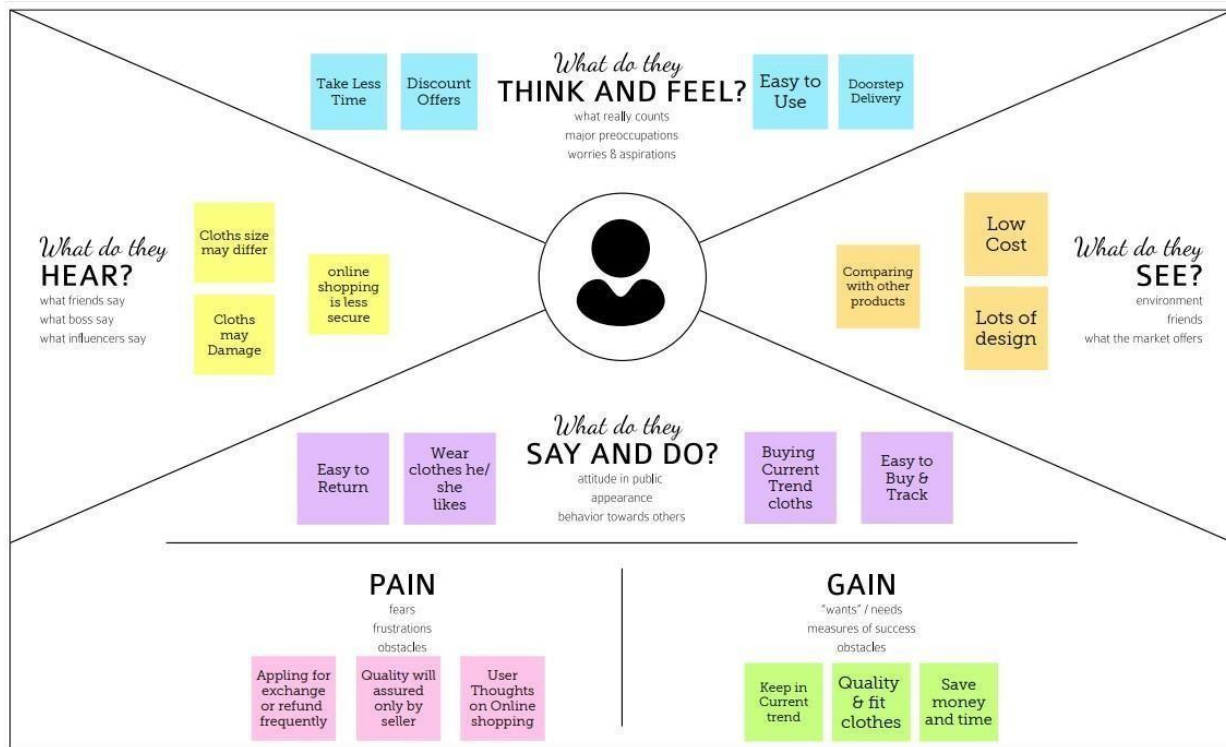 Take Less
Time
Discount
Offers
What do they
THINK AND FEEL?
what really counts
major preoccupations
worries & aspirations
Easy to
Use
Doorstep
Delivery
What do they
HEAR?
what friends say
what boss say
what influencers say
Cloths size
may differ
Cloths
may
Damage
online
shopping
is less
secure
Comparing
with other
products
Low
Cost
Lots of
design
What do they
SEE?
environment
friends
what the market offers
Easy to
Return
Wear
clothes he/
she
likes
What do they
SAY AND DO?
attitude in public
appearance
behavior towards others
Buying
Current
Trend
cloths
Easy to
Buy &
Track
PAIN
fears
frustrations
obstacles
Appling for
exchange
or refund
frequently
Quality will
assured
only by
seller
User
Thoughts
on Online
shopping
GAIN
"wants" / needs
measures of success
obstacles
Keep in
Current
trend
Quality
& fit
clothes
Save
money
and time